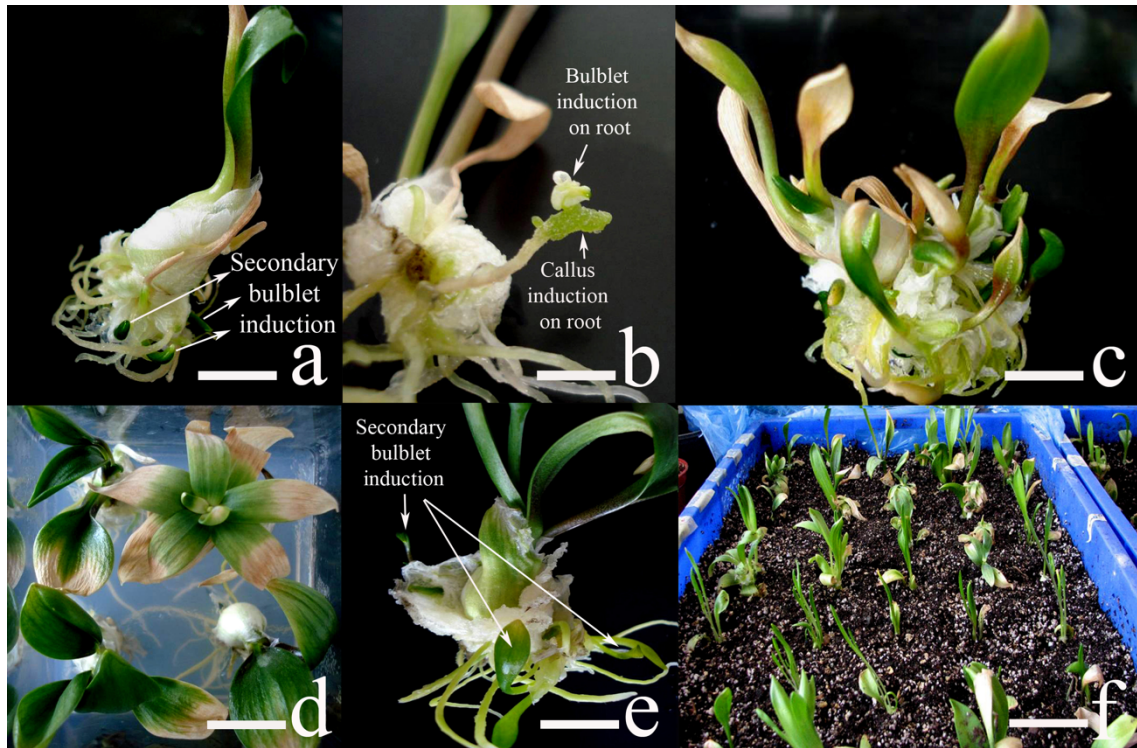 Secondary
bulblet
induction
a
Bulblet
induction
on root
Callus
induction
on root
b
c
d
Secondary
bulblet
induction
e
f